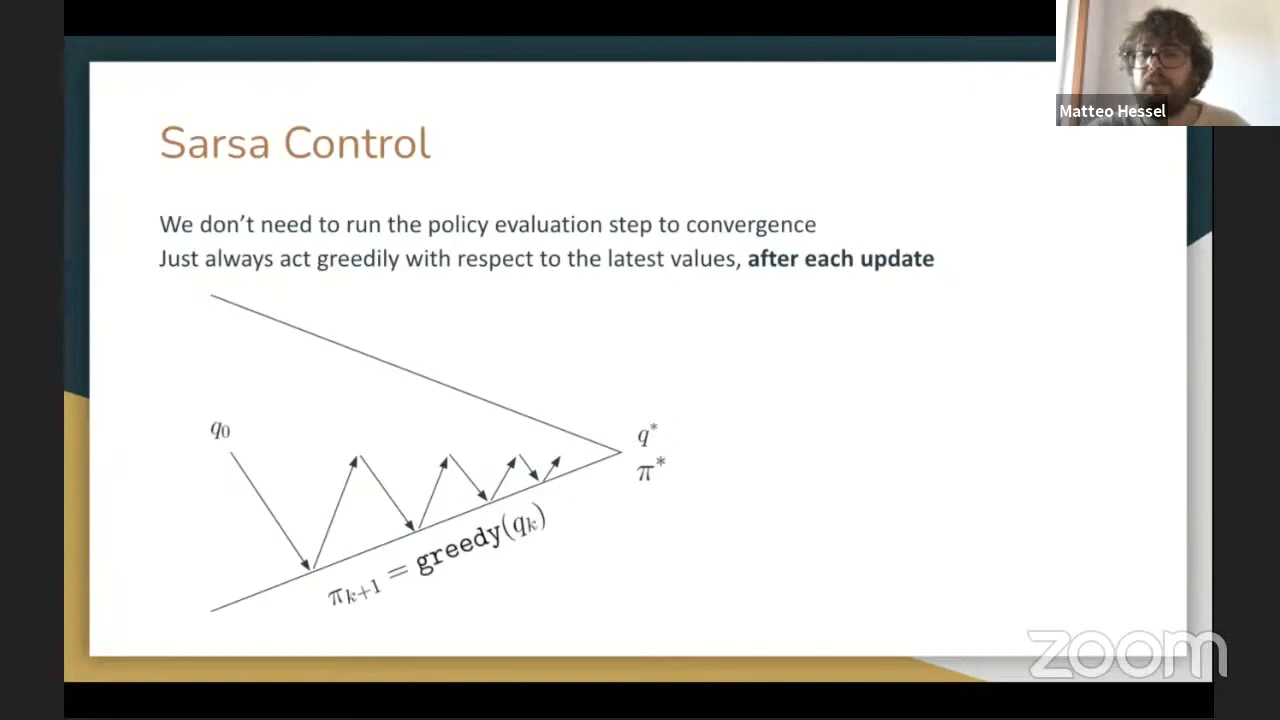 Matteo Hessel
Sarsa Control
We don't need to run the policy evaluation step to convergence
Just always act greedily with respect to the latest values, after each update
q₀
q*
π*
πₖ₊₁ = greedy(qₖ)
zoom